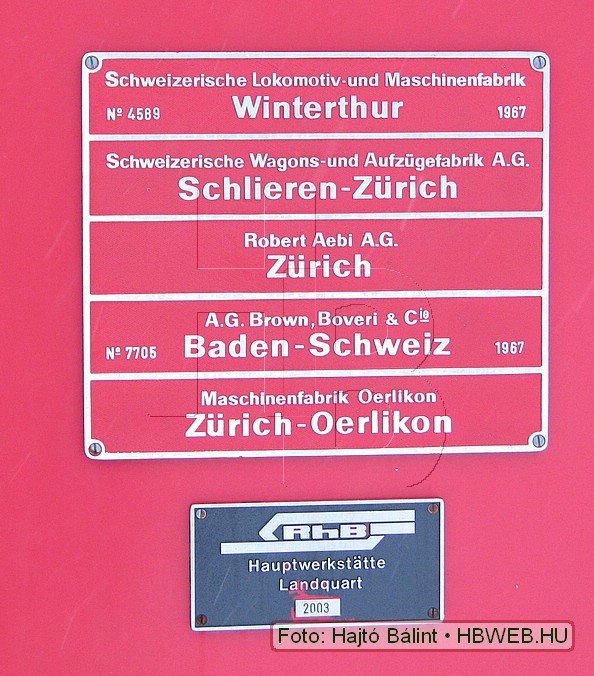 Schweizerische Lokomotiv-und Maschinenfabrik
Nº 4589 Winterthur 1967
Schweizerische Wagons-und Aufzügefabrik A.G.
Schlieren-Zürich
Robert Aebi A.G.
Zürich
A.G. Brown, Boveri & Cie
Nº 7705 Baden-Schweiz 1967
Maschinenfabrik Oerlikon
Zürich-Oerlikon
RhB
Hauptwerkstätte
Landquart
2003
Foto: Hajtó Bálint • HBWEB.HU